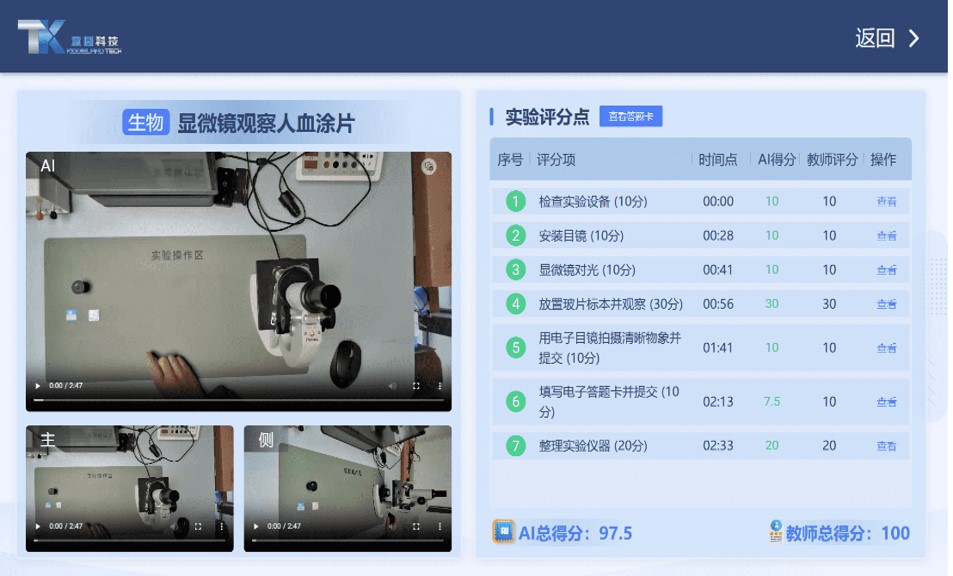 TK
童园科技
返回
生物 显微镜观察人血涂片
AI
实验操作区
0:00 / 2:47
主
0:00 / 2:47
侧
0:00 / 2:47
实验评分点 查看答题卡
序号 评分项 时间点 AI得分 教师评分 操作
1 检查实验设备 (10分) 00:00 10 10 查看
2 安装目镜 (10分) 00:28 10 10 查看
3 显微镜对光 (10分) 00:41 10 10 查看
4 放置玻片标本并观察 (30分) 00:56 30 30 查看
5 用电子目镜拍摄清晰物象并
提交 (10分) 01:41 10 10 查看
6 填写电子答题卡并提交 (10
分) 02:13 7.5 10 查看
7 整理实验仪器 (20分) 02:33 20 20 查看
AI总得分：97.5
教师总得分：100